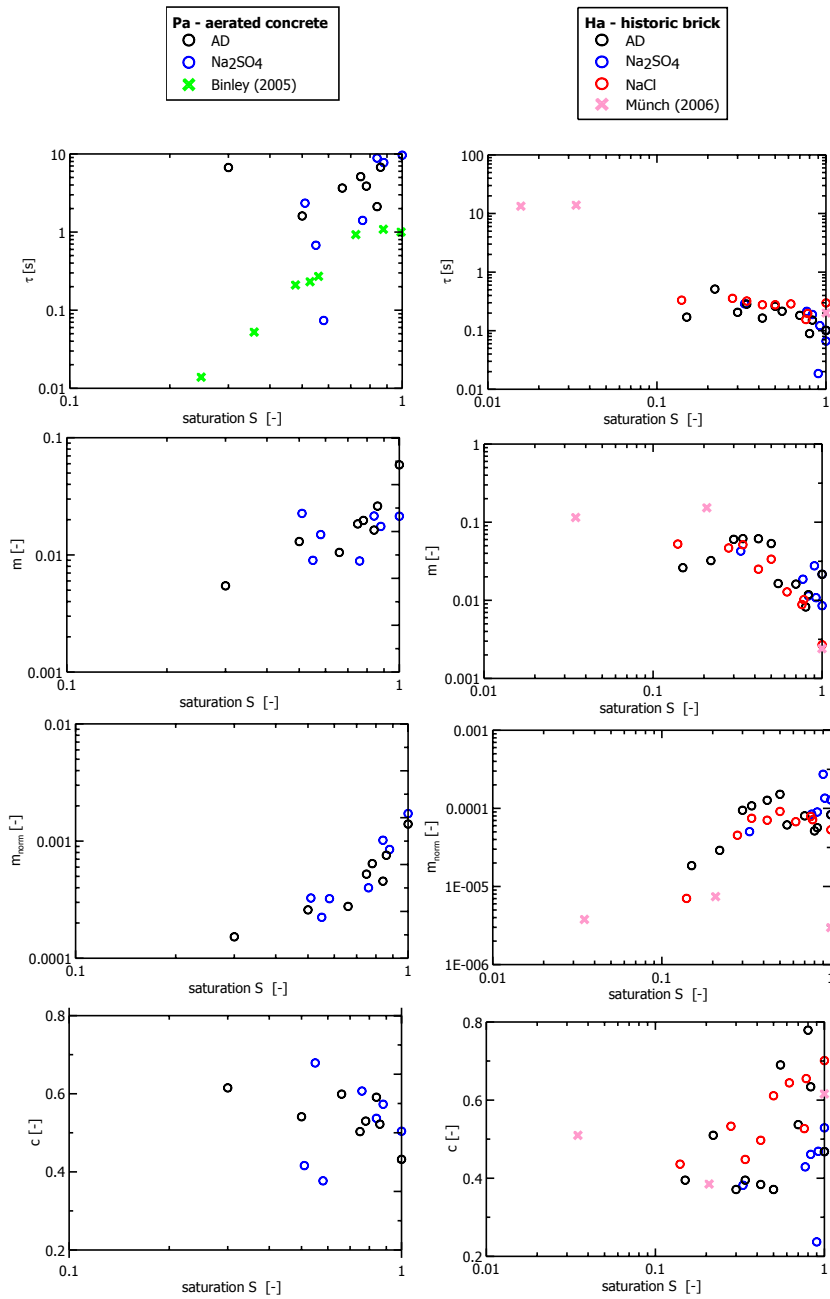 Pa - aerated concrete
AD
Na2SO4
Binley (2005)
Ha - historic brick
AD
Na2SO4
NaCl
Münch (2006)
10
1
0.1
0.01
τ [s]
0.1
1
saturation S [-]
100
10
1
0.1
0.01
τ [s]
0.01
0.1
1
saturation S [-]
0.1
0.01
0.001
m [-]
0.1
1
saturation S [-]
1
0.1
0.01
0.001
m [-]
0.01
0.1
1
saturation S [-]
0.01
0.001
0.0001
mnorm [-]
0.1
1
saturation S [-]
0.001
0.0001
1E-005
1E-006
mnorm [-]
0.01
0.1
1
saturation S [-]
0.8
0.6
0.4
0.2
c [-]
0.1
1
saturation S [-]
0.8
0.6
0.4
0.2
c [-]
0.01
0.1
1
saturation S [-]